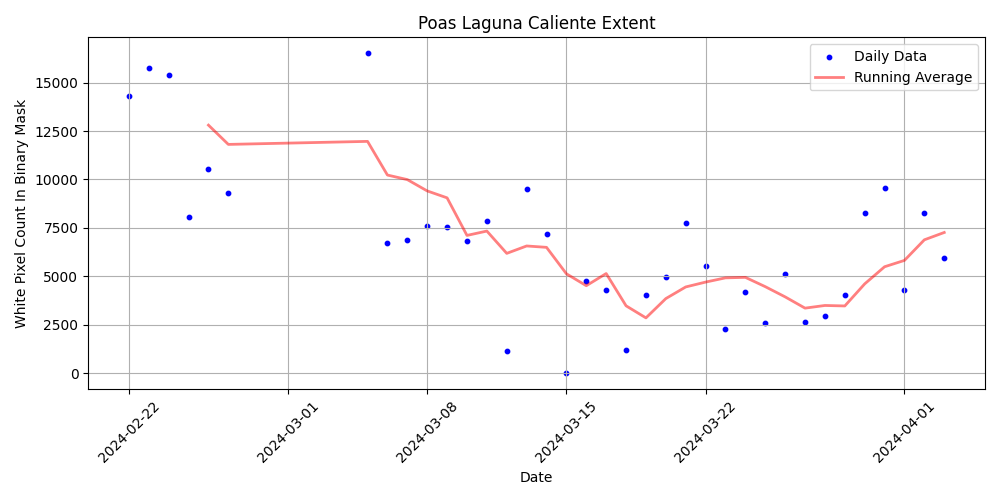 Poas Laguna Caliente Extent
Daily Data
Running Average
White Pixel Count In Binary Mask
15000
12500
10000
7500
5000
2500
0
2024-02-22
2024-03-01
2024-03-08
2024-03-15
2024-03-22
2024-04-01
Date